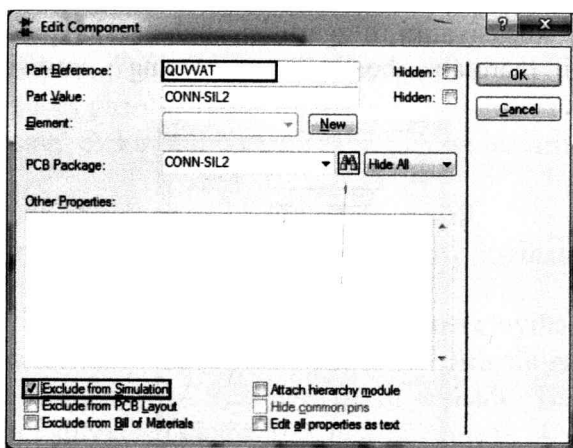 Edit Component
Part Reference: QUVVAT Hidden: OK
Part Value: CONN-SIL2 Hidden: Cancel
Element: New
PCB Package: CONN-SIL2 Hide All
Other Properties:
Exclude from Simulation Attach hierarchy module
Exclude from PCB Layout Hide common pins
Exclude from Bill of Materials Edit all properties as text